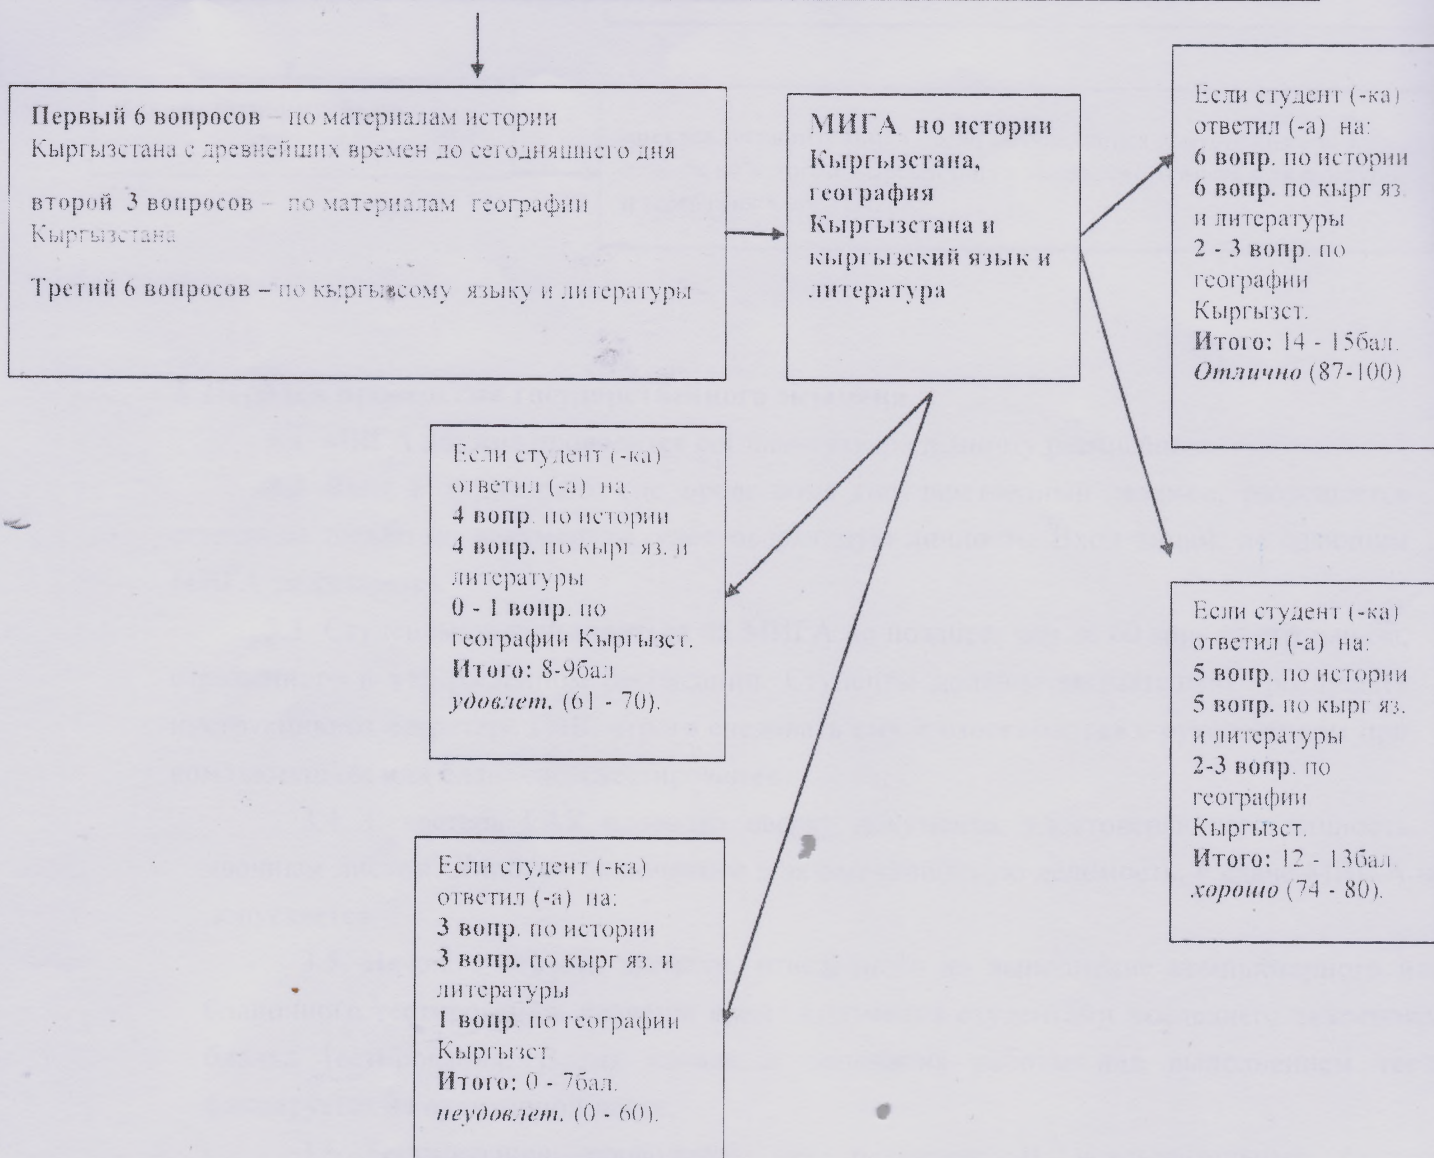 Первый 6 вопросов – по материалам истории
Кыргызстана с древнейших времен до сегодняшнего дня
второй 3 вопросов – по материалам географии
Кыргызстана
Третий 6 вопросов – по кыргысому языку и литературы
МИГА по истории
Кыргызстана,
география
Кыргызстана и
кыргызский язык и
литература
Если студент (-ка)
ответил (-а) на:
6 вопр. по истории
6 вопр. по кырг яз.
и литературы
2 - 3 вопр. по
географии
Кыргызст.
Итого: 14 - 15бал.
Отлично (87-100)
Если студент (-ка)
ответил (-а) на
4 вопр. по истории
4 вопр. по кырг яз. и
литературы
0 - 1 вопр. по
географии Кыргызст.
Итого: 8-9бал
удовлет. (61 - 70).
Если студент (-ка)
ответил (-а) на:
5 вопр. по истории
5 вопр. по кырг яз.
и литературы
2-3 вопр. по
географии
Кыргызст.
Итого: 12 - 13бал.
хорошо (74 - 80).
Если студент (-ка)
ответил (-а) на:
3 вопр. по истории
3 вопр. по кырг яз. и
литературы
1 вопр. по географии
Кыргызст
Итого: 0 - 7бал.
неудовлет. (0 - 60).